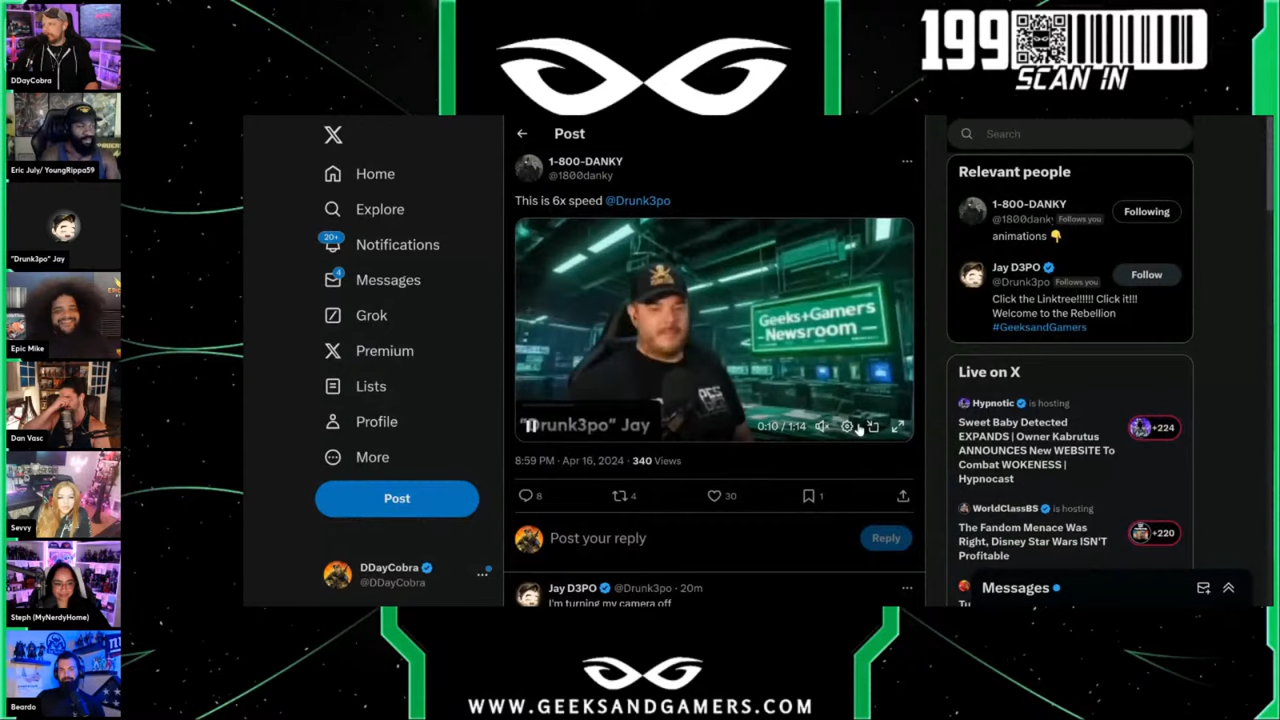 199
SCAN IN
DDayCobra
Eric July/ YoungRippa59
"Drunk3po" Jay
Epic Mike
Dan Vasc
Sevvy
Steph (MyNerdyHome)
Beardo
Home
Explore
20+
Notifications
4
Messages
Grok
Premium
Lists
Profile
More
Post
DDayCobra
@DDayCobra
Post
1-800-DANKY
@1800danky
This is 6x speed @Drunk3po
Geeks+Gamers
Newsroom
"Drunk3po" Jay
0:10 / 1:14
8:59 PM · Apr 16, 2024 · 340 Views
8
4
30
1
Post your reply
Reply
Jay D3PO @Drunk3po · 20m
I'm turning my camera off
Search
Relevant people
1-800-DANKY
@1800danky Follows you
Following
animations 👇
Jay D3PO
@Drunk3po Follows you
Follow
Click the Linktree!!!!!! Click it!!!
Welcome to the Rebellion
#GeeksandGamers
Live on X
Hypnotic is hosting
Sweet Baby Detected
EXPANDS | Owner Kabrutus
ANNOUNCES New WEBSITE To
Combat WOKENESS |
Hypnocast
+224
WorldClassBS is hosting
The Fandom Menace Was
Right, Disney Star Wars ISN'T
Profitable
+220
Messages
WWW.GEEKSANDGAMERS.COM